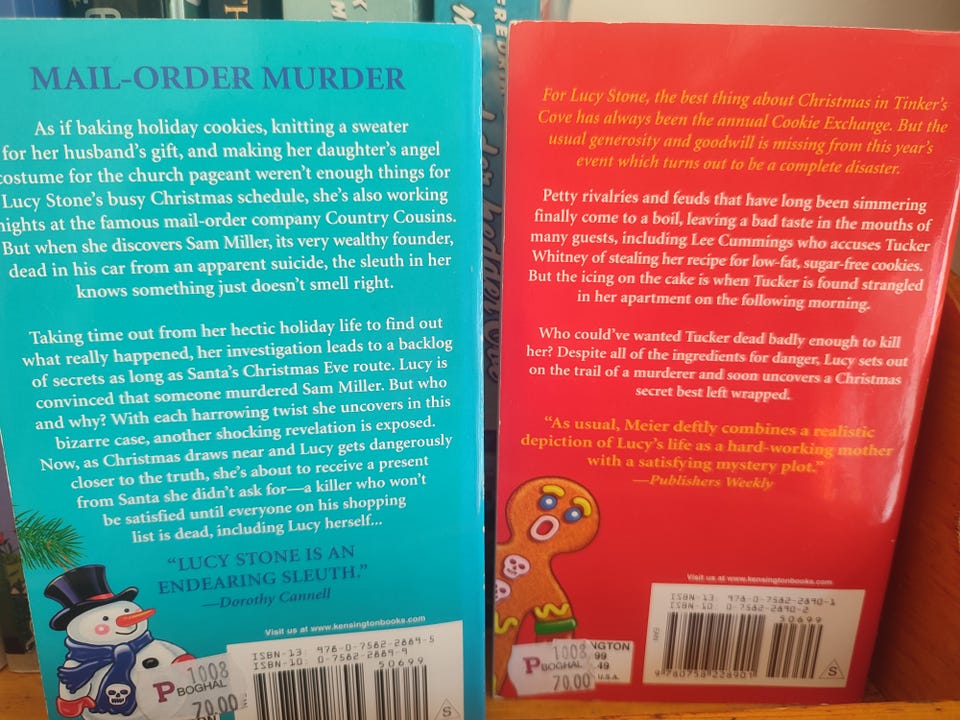 MAIL-ORDER MURDER
As if baking holiday cookies, knitting a sweater
for her husband's gift, and making her daughter's angel
costume for the church pageant weren't enough things for
Lucy Stone's busy Christmas schedule, she's also working
nights at the famous mail-order company Country Cousins.
But when she discovers Sam Miller, its very wealthy founder,
dead in his car from an apparent suicide, the sleuth in her
knows something just doesn't smell right.
Taking time out from her hectic holiday life to find out
what really happened, her investigation leads to a backlog
of secrets as long as Santa's Christmas Eve route. Lucy is
convinced that someone murdered Sam Miller. But who
and why? With each harrowing twist she uncovers in this
bizarre case, another shocking revelation is exposed.
Now, as Christmas draws near and Lucy gets dangerously
closer to the truth, she's about to receive a present
from Santa she didn't ask for—a killer who won't
be satisfied until everyone on his shopping
list is dead, including Lucy herself...
"LUCY STONE IS AN
ENDEARING SLEUTH."
—Dorothy Cannell
Visit us at www.kensingtonbooks.com
ISBN-13: 978-0-7582-2889-5
ISBN-10: 0-7582-2889-9
50699
1008
P BOGHAL
70.00
S
For Lucy Stone, the best thing about Christmas in Tinker's
Cove has always been the annual Cookie Exchange. But the
usual generosity and goodwill is missing from this year's
event which turns out to be a complete disaster.
Petty rivalries and feuds that have long been simmering
finally come to a boil, leaving a bad taste in the mouths of
many guests, including Lee Cummings who accuses Tucker
Whitney of stealing her recipe for low-fat, sugar-free cookies.
But the icing on the cake is when Tucker is found strangled
in her apartment on the following morning.
Who could've wanted Tucker dead badly enough to kill
her? Despite all of the ingredients for danger, Lucy sets out
on the trail of a murderer and soon uncovers a Christmas
secret best left wrapped.
"As usual, Meier deftly combines a realistic
depiction of Lucy's life as a hard-working mother
with a satisfying mystery plot."
—Publishers Weekly
Visit us at www.kensingtonbooks.com
ISBN-13: 978-0-7582-2890-1
ISBN-10: 0-7582-2890-2
50699
NGTON
.99
.49
U.S.A.
1008
P BOGHAL
70.00
9 780758 228901
S